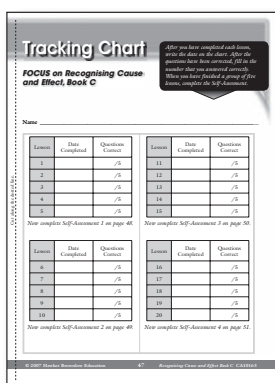 Tracking Chart
FOCUS on Recognising Cause
and Effect, Book C
After you have completed each lesson,
write the date on the chart. After the
questions have been corrected, fill in the
number that you answered correctly.
When you have finished a group of five
lessons, complete the Self-Assessment.
Name
Cut along the dotted line.
Lesson Date Completed Questions Correct
1 /5
2 /5
3 /5
4 /5
5 /5
Now complete Self-Assessment 1 on page 48.
Lesson Date Completed Questions Correct
11 /5
12 /5
13 /5
14 /5
15 /5
Now complete Self-Assessment 3 on page 50.
Lesson Date Completed Questions Correct
6 /5
7 /5
8 /5
9 /5
10 /5
Now complete Self-Assessment 2 on page 49.
Lesson Date Completed Questions Correct
16 /5
17 /5
18 /5
19 /5
20 /5
Now complete Self-Assessment 4 on page 51.
© 2007 Hawker Brownlow Education 47 Recognising Cause and Effect Book C